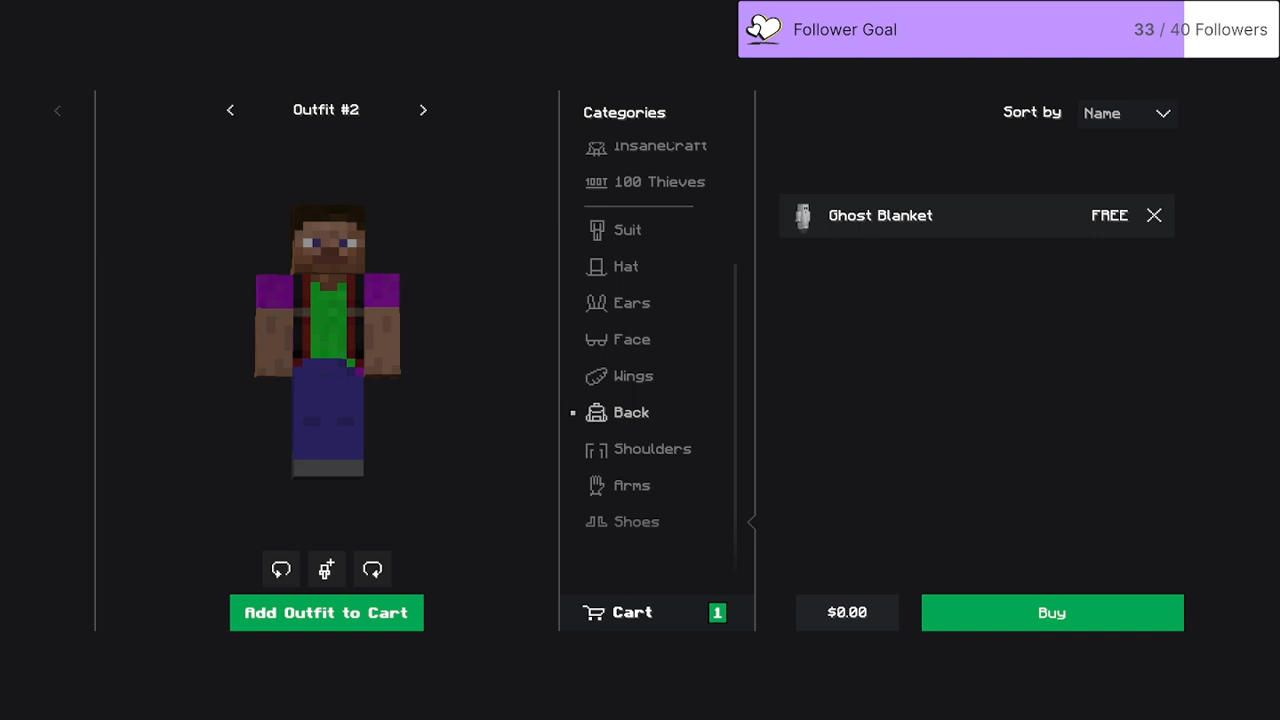 Follower Goal 33 / 40 Followers
Outfit #2
Categories
InsaneCraft
100T 100 Thieves
Suit
Hat
Ears
Face
Wings
Back
Shoulders
Arms
Shoes
Cart 1
Add Outfit to Cart
Sort by Name
Ghost Blanket FREE
$0.00 Buy